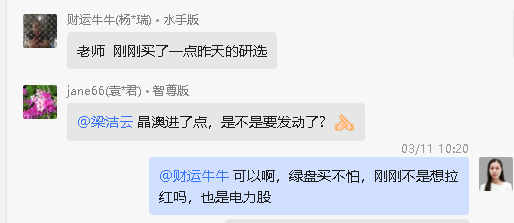 财运牛牛(杨*瑞)・水手版
老师 刚刚买了一点昨天的研选
jane66(袁*君)・智尊版
@梁洁云 晶澳进了点，是不是要发动了？
03/11 10:20
@财运牛牛 可以啊，绿盘买不怕，刚刚不是想拉
红吗，也是电力股